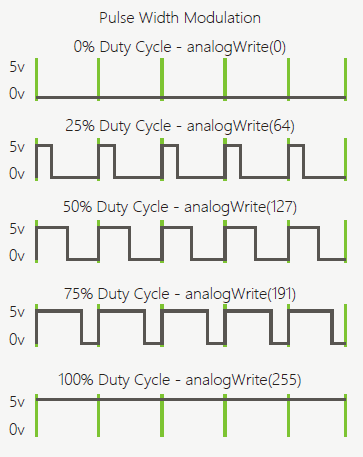 Pulse Width Modulation
0% Duty Cycle - analogWrite(0)
5v
0v
25% Duty Cycle - analogWrite(64)
5v
0v
50% Duty Cycle - analogWrite(127)
5v
0v
75% Duty Cycle - analogWrite(191)
5v
0v
100% Duty Cycle - analogWrite(255)
5v
0v